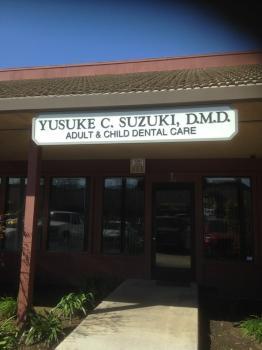 YUSUKE C. SUZUKI, D.M.D.
ADULT & CHILD DENTAL CARE